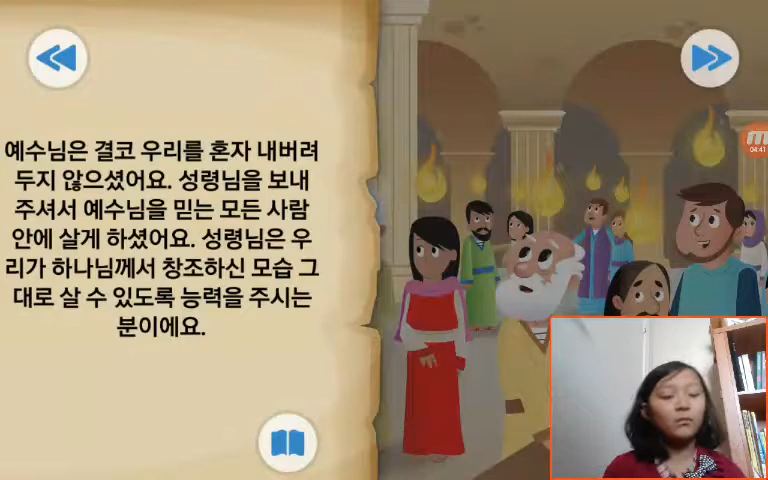 예수님은 결코 우리를 혼자 내버려
두지 않으셨어요. 성령님을 보내
주셔서 예수님을 믿는 모든 사람
안에 살게 하셨어요. 성령님은 우
리가 하나님께서 창조하신 모습 그
대로 살 수 있도록 능력을 주시는
분이에요.
04:41